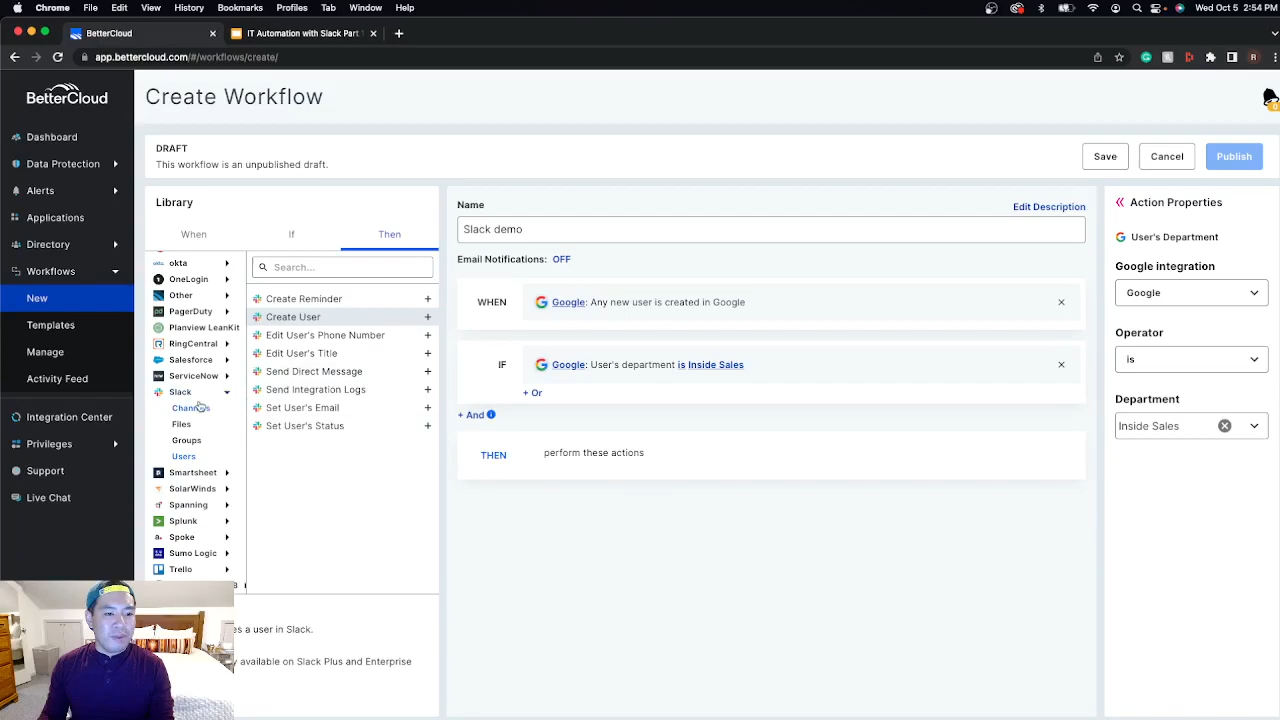 Chrome File Edit View History Bookmarks Profiles Tab Window Help Wed Oct 5 2:54 PM
BetterCloud
IT Automation with Slack Part
app.bettercloud.com/#/workflows/create/
R
BetterCloud
Create Workflow
Dashboard
Data Protection
Alerts
Applications
Directory
Workflows
New
Templates
Manage
Activity Feed
Integration Center
Privileges
Support
Live Chat
DRAFT
This workflow is an unpublished draft.
Save
Cancel
Publish
Library
When
If
Then
okta
OneLogin
Other
PagerDuty
Planview LeanKit
RingCentral
Salesforce
ServiceNow
Slack
Channels
Files
Groups
Users
Smartsheet
SolarWinds
Spanning
Splunk
Spoke
Sumo Logic
Trello
Search...
Create Reminder +
Create User +
Edit User's Phone Number +
Edit User's Title +
Send Direct Message +
Send Integration Logs +
Set User's Email +
Set User's Status +
es a user in Slack.
y available on Slack Plus and Enterprise
Name
Edit Description
Slack demo
Email Notifications: OFF
WHEN
Google: Any new user is created in Google
IF
Google: User's department is Inside Sales
+ Or
+ And
THEN
perform these actions
Action Properties
User's Department
Google integration
Google
Operator
is
Department
Inside Sales